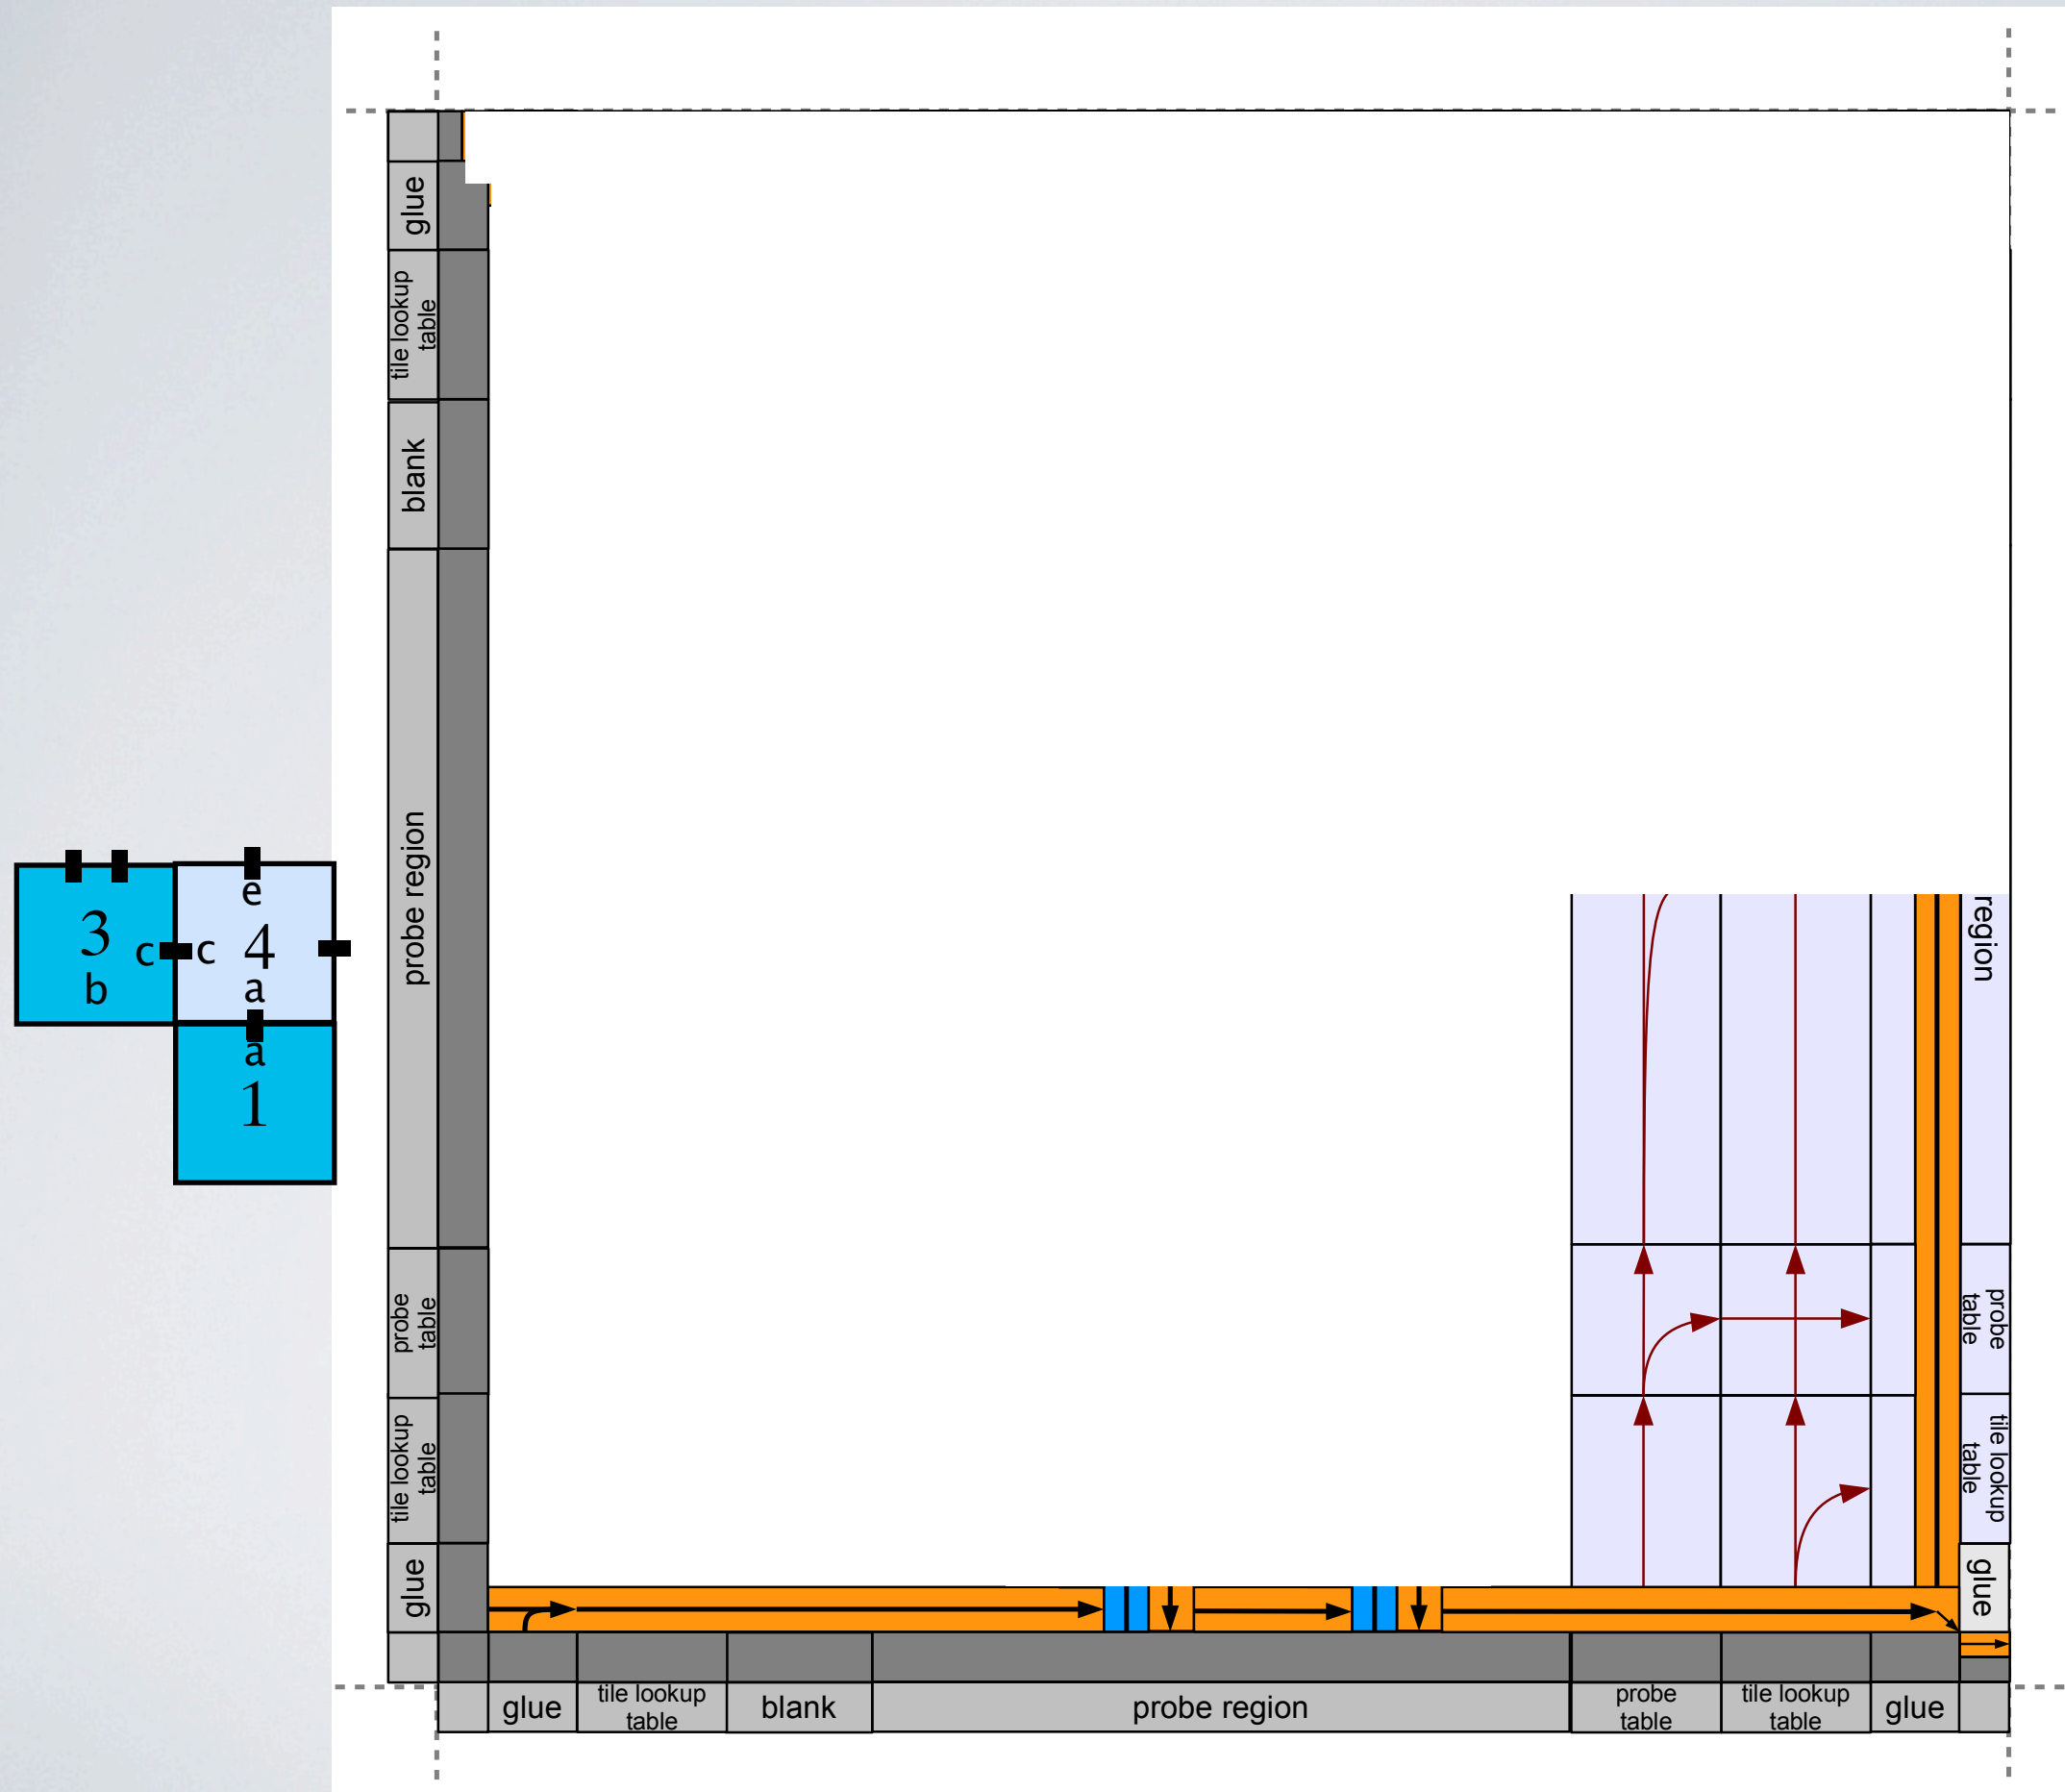 glue
tile lookup
table
blank
probe region
probe
table
tile lookup
table
glue
3
c
b
e
c
4
a
a
1
region
probe
table
tile lookup
table
glue
glue
tile lookup
table
blank
probe region
probe
table
tile lookup
table
glue